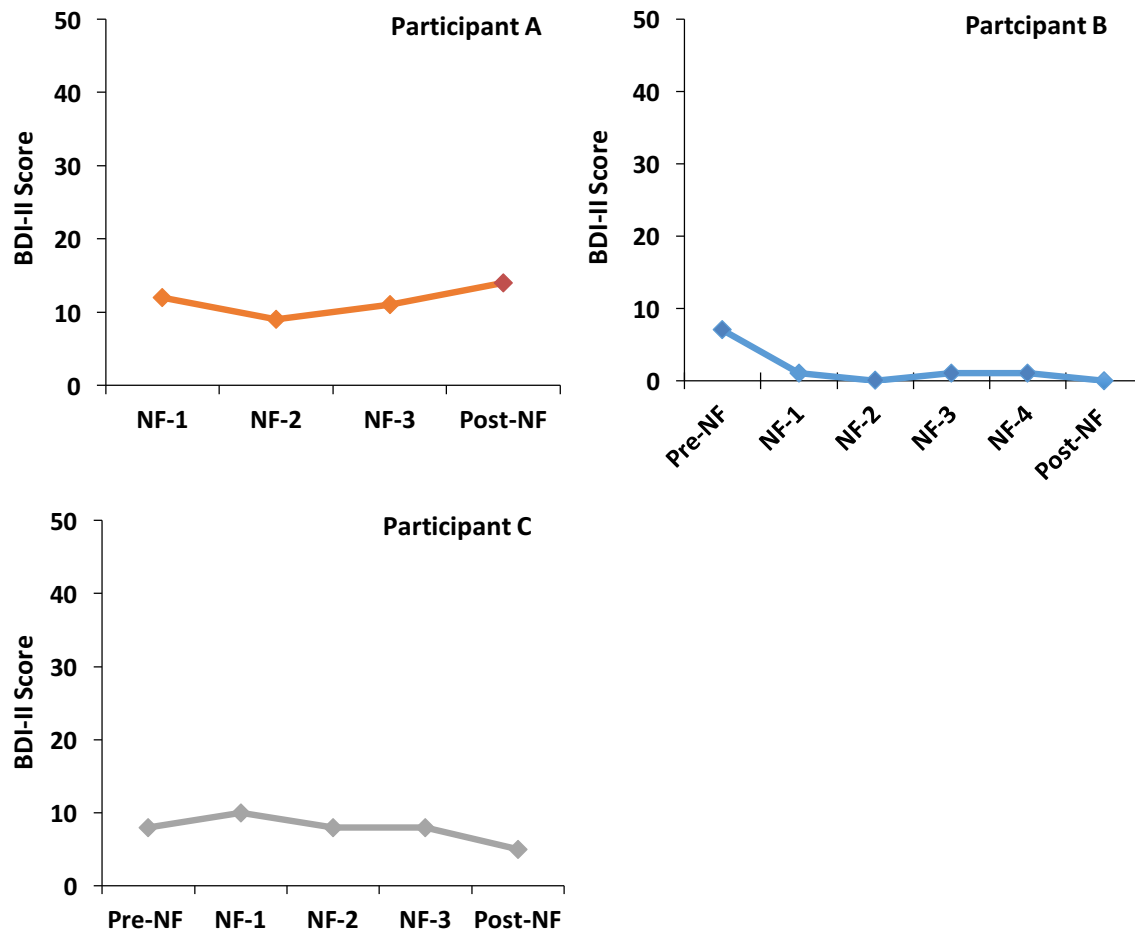 Participant A
BDI-II Score
50
40
30
20
10
0
NF-1 NF-2 NF-3 Post-NF
Partcipant B
BDI-II Score
50
40
30
20
10
0
Pre-NF NF-1 NF-2 NF-3 NF-4 Post-NF
Participant C
BDI-II Score
50
40
30
20
10
0
Pre-NF NF-1 NF-2 NF-3 Post-NF